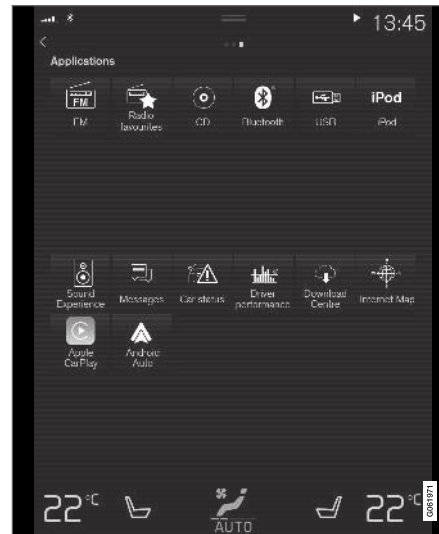 13:45
Applications
FM
iPod
FM
Radio
favourites
CD
Bluetooth
USB
iPod
Sound
Experience
Messages
Car status
Driver
performance
Download
Centre
Internet Map
Apple
CarPlay
Android
Auto
22°C
AUTO
22°C
G061971